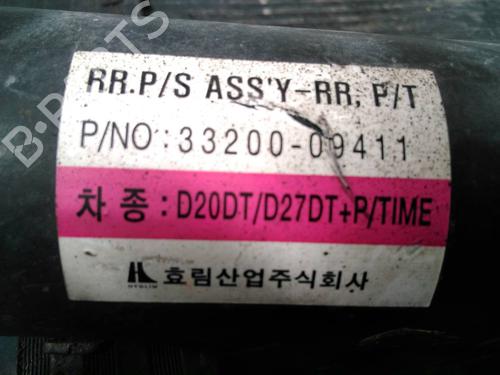 RR.P/S ASS'Y-RR, P/T
P/NO : 33200-09411
차 종 : D20DT/D27DT+P/TIME
효림산업주식회사
HYOLIM
B-PARTS